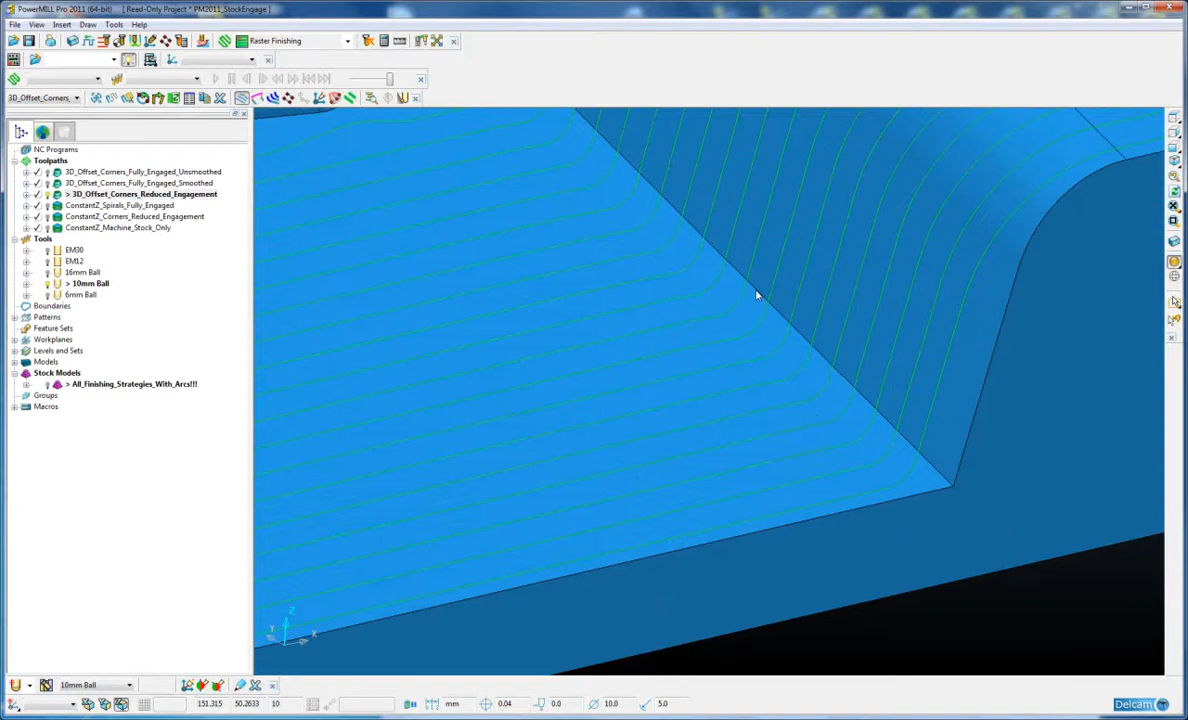 PowerMILL Pro 2011 (64-bit) [ Read-Only Project * PM2011_StockEngage ]
File View Insert Draw Tools Help
Raster Finishing
3D_Offset_Corners_
NC Programs
Toolpaths
3D_Offset_Corners_Fully_Engaged_Unsmoothed
3D_Offset_Corners_Fully_Engaged_Smoothed
> 3D_Offset_Corners_Reduced_Engagement
ConstantZ_Spirals_Fully_Engaged
ConstantZ_Corners_Reduced_Engagement
ConstantZ_Machine_Stock_Only
Tools
EM30
EM12
16mm Ball
> 10mm Ball
6mm Ball
Boundaries
Patterns
Feature Sets
Workplanes
Levels and Sets
Models
Stock Models
> All_Finishing_Strategies_With_Arcs!!!
Groups
Macros
Z
Y
X
10mm Ball
151.315 50.2633 10 mm 0.04 0.0 10.0 5.0
Delcam